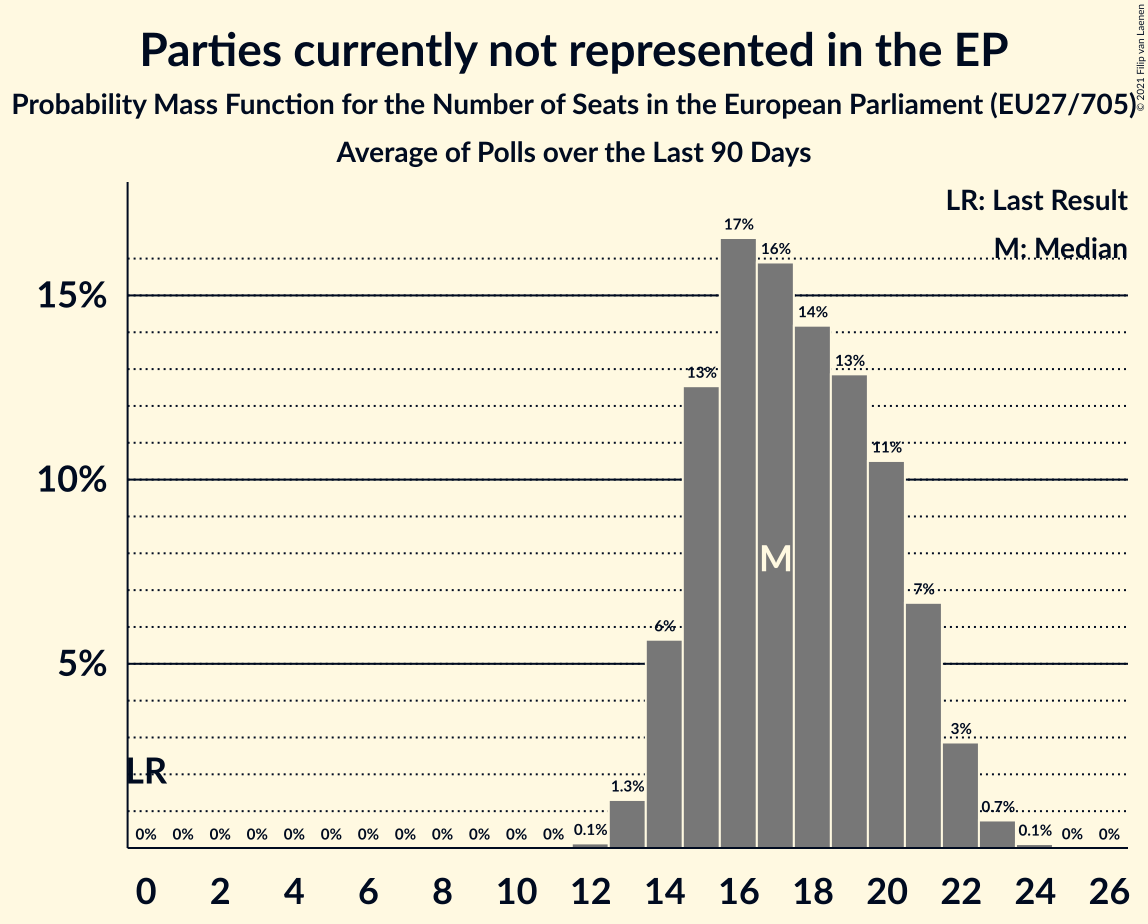 Parties currently not represented in the EP
Probability Mass Function for the Number of Seats in the European Parliament (EU27/705)
Average of Polls over the Last 90 Days
© 2021 Filip van Laenen
LR: Last Result
M: Median
15%
10%
5%
LR
M
0% 0% 0% 0% 0% 0% 0% 0% 0% 0% 0% 0% 0.1% 1.3% 6% 13% 17% 16% 14% 13% 11% 7% 3% 0.7% 0.1% 0% 0%
0 2 4 6 8 10 12 14 16 18 20 22 24 26